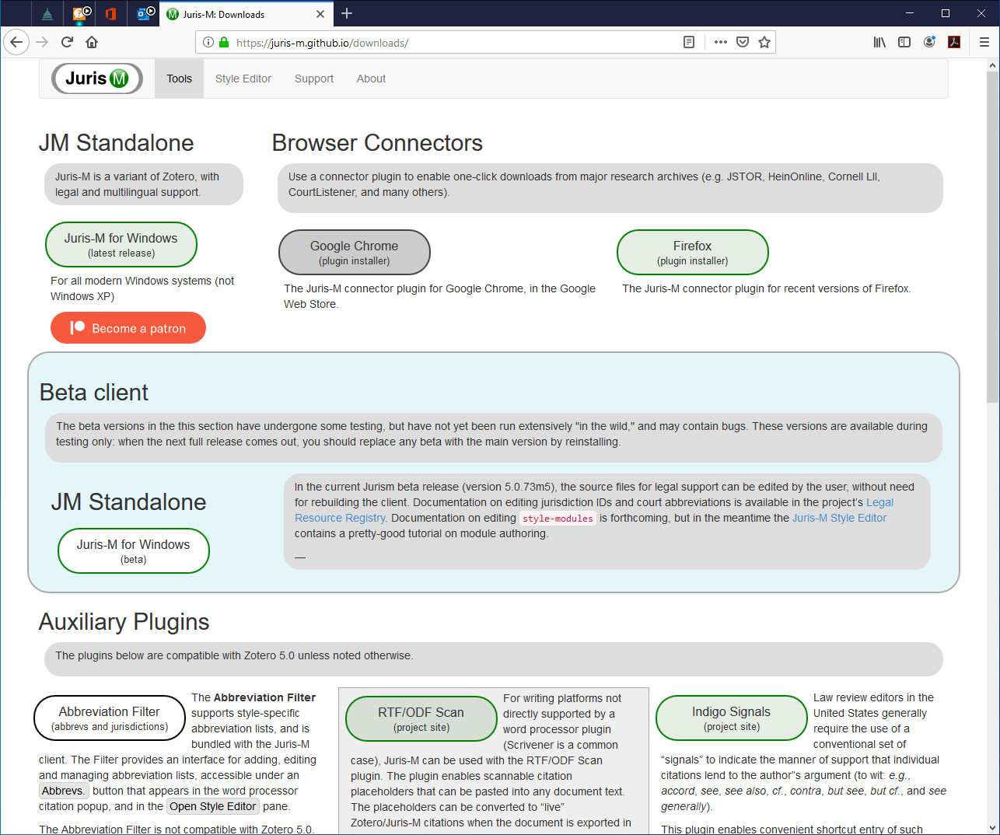 Juris-M: Downloads
https://juris-m.github.io/downloads/
Juris M
Tools
Style Editor
Support
About
JM Standalone
Juris-M is a variant of Zotero, with
legal and multilingual support.
Juris-M for Windows
(latest release)
For all modern Windows systems (not
Windows XP)
Become a patron
Browser Connectors
Use a connector plugin to enable one-click downloads from major research archives (e.g. JSTOR, HeinOnline, Cornell LII,
CourtListener, and many others).
Google Chrome
(plugin installer)
The Juris-M connector plugin for Google Chrome, in the Google
Web Store.
Firefox
(plugin installer)
The Juris-M connector plugin for recent versions of Firefox.
Beta client
The beta versions in the this section have undergone some testing, but have not yet been run extensively "in the wild," and may contain bugs. These versions are available during
testing only: when the next full release comes out, you should replace any beta with the main version by reinstalling.
JM Standalone
Juris-M for Windows
(beta)
In the current Jurism beta release (version 5.0.73m5), the source files for legal support can be edited by the user, without need
for rebuilding the client. Documentation on editing jurisdiction IDs and court abbreviations is available in the project’s Legal
Resource Registry. Documentation on editing style-modules is forthcoming, but in the meantime the Juris-M Style Editor
contains a pretty-good tutorial on module authoring.
—
Auxiliary Plugins
The plugins below are compatible with Zotero 5.0 unless noted otherwise.
Abbreviation Filter
(abbrevs and jurisdictions)
The Abbreviation Filter
supports style-specific
abbreviation lists, and is
bundled with the Juris-M
client. The Filter provides an interface for adding, editing
and managing abbreviation lists, accessible under an
Abbrevs. button that appears in the word processor
citation popup, and in the Open Style Editor pane.
The Abbreviation Filter is not compatible with Zotero 5.0.
RTF/ODF Scan
(project site)
For writing platforms not
directly supported by a
word processor plugin
(Scrivener is a common
case), Juris-M can be used with the RTF/ODF Scan
plugin. The plugin enables scannable citation
placeholders that can be pasted into any document text.
The placeholders can be converted to “live”
Zotero/Juris-M citations when the document is exported in
Indigo Signals
(project site)
Law review editors in the
United States generally
require the use of a
conventional set of
“signals” to indicate the manner of support that individual
citations lend to the author”s argument (to wit: e.g.,
accord, see, see also, cf., contra, but see, but cf., and see
generally).
This plugin enables convenient shortcut entry of such